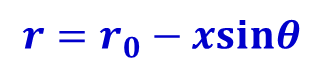 r = r₀ − xsinθ